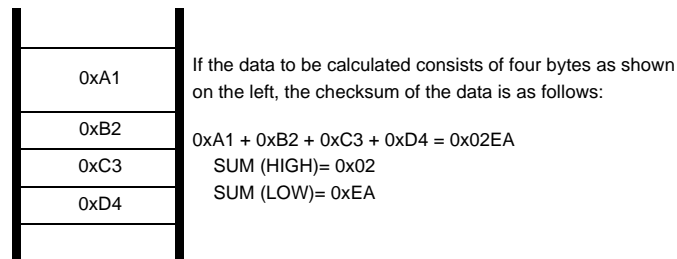 0xA1
0xB2
0xC3
0xD4
If the data to be calculated consists of four bytes as shown
on the left, the checksum of the data is as follows:
0xA1 + 0xB2 + 0xC3 + 0xD4 = 0x02EA
SUM (HIGH)= 0x02
SUM (LOW)= 0xEA